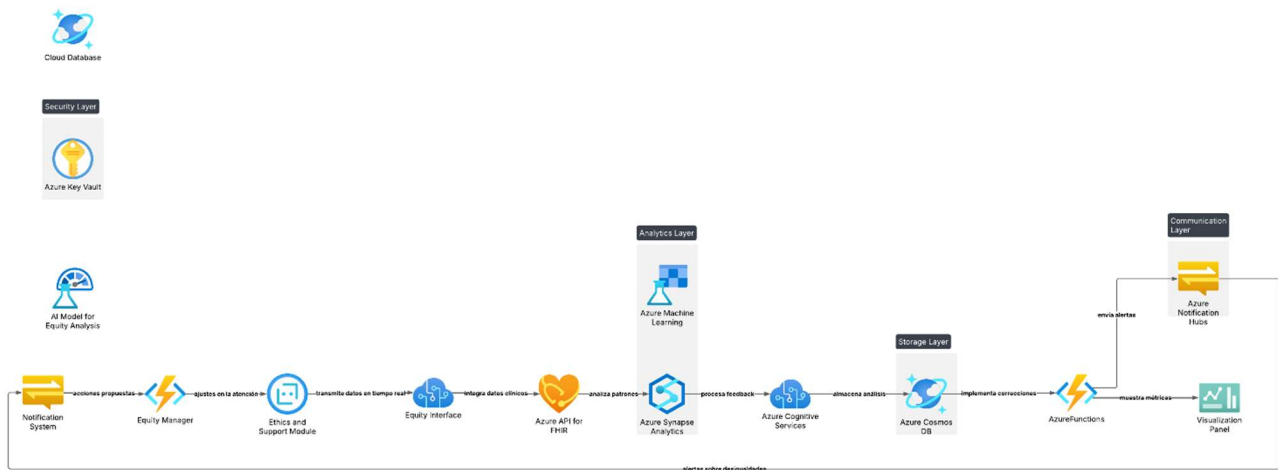 Cloud Database
Security Layer
Azure Key Vault
AI Model for
Equity Analysis
Analytics Layer
Azure Machine
Learning
Communication
Layer
Azure
Notification
Hubs
envía alertas
Storage Layer
Notification
System
acciones propuestas
Equity Manager
ajustes en la atención
Ethics and
Support Module
transmite datos en tiempo real
Equity Interface
integra datos clínicos
Azure API for
FHIR
analiza patrones
Azure Synapse
Analytics
procesa feedback
Azure Cognitive
Services
almacena análisis
Azure Cosmos
DB
implementa correcciones
AzureFunctions
muestra métricas
Visualization
Panel
alertas sobre desigualdades